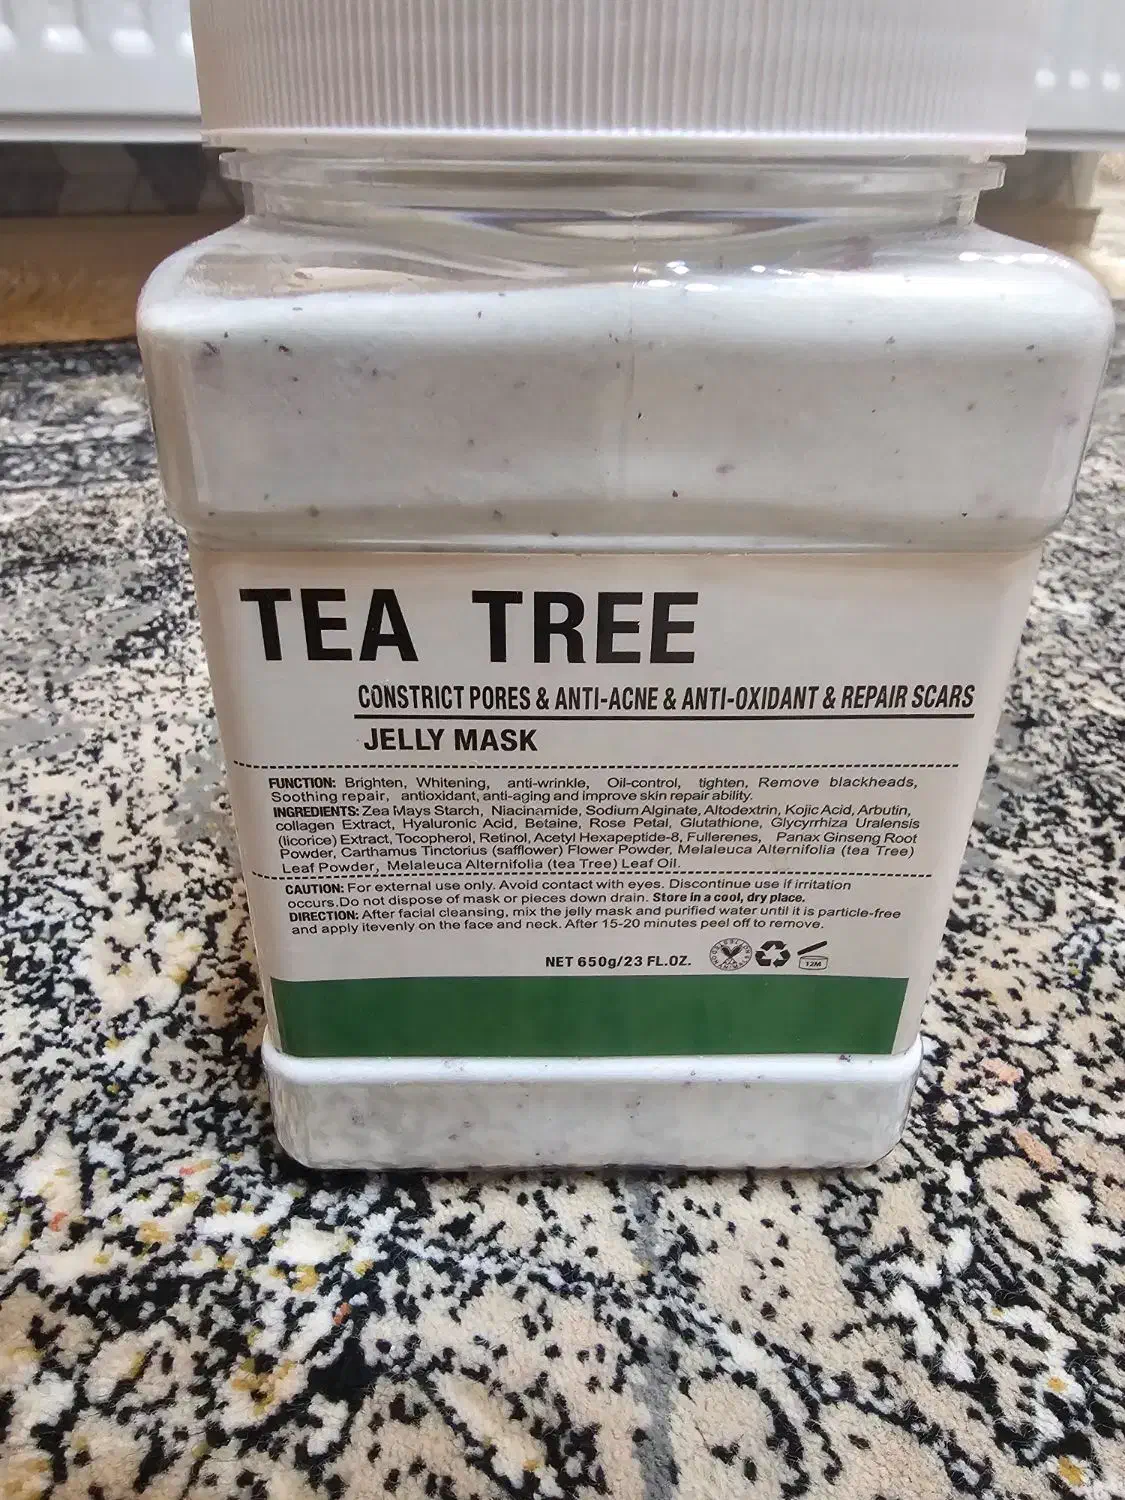 TEA TREE
CONSTRICT PORES & ANTI-ACNE & ANTI-OXIDANT & REPAIR SCARS
JELLY MASK
FUNCTION: Brighten, Whitening, anti-wrinkle, Oil-control, tighten, Remove blackheads,
Soothing repair, antioxidant, anti-aging and improve skin repair ability.
INGREDIENTS: Zea Mays Starch, Niacinamide, Sodium Alginate, Altodextrin, Kojic Acid, Arbutin,
collagen Extract, Hyaluronic Acid, Betaine, Rose Petal, Glutathione, Glycyrrhiza Uralensis
(licorice) Extract, Tocopherol, Retinol, Acetyl Hexapeptide-8, Fullerenes, Panax Ginseng Root
Powder, Carthamus Tinctorius (safflower) Flower Powder, Melaleuca Alternifolia (tea Tree)
Leaf Powder, Melaleuca Alternifolia (tea Tree) Leaf Oil.
CAUTION: For external use only. Avoid contact with eyes. Discontinue use if irritation
occurs.Do not dispose of mask or pieces down drain. Store in a cool, dry place.
DIRECTION: After facial cleansing, mix the jelly mask and purified water until it is particle-free
and apply itevenly on the face and neck. After 15-20 minutes peel off to remove.
NET 650g/23 FL.OZ.
12M